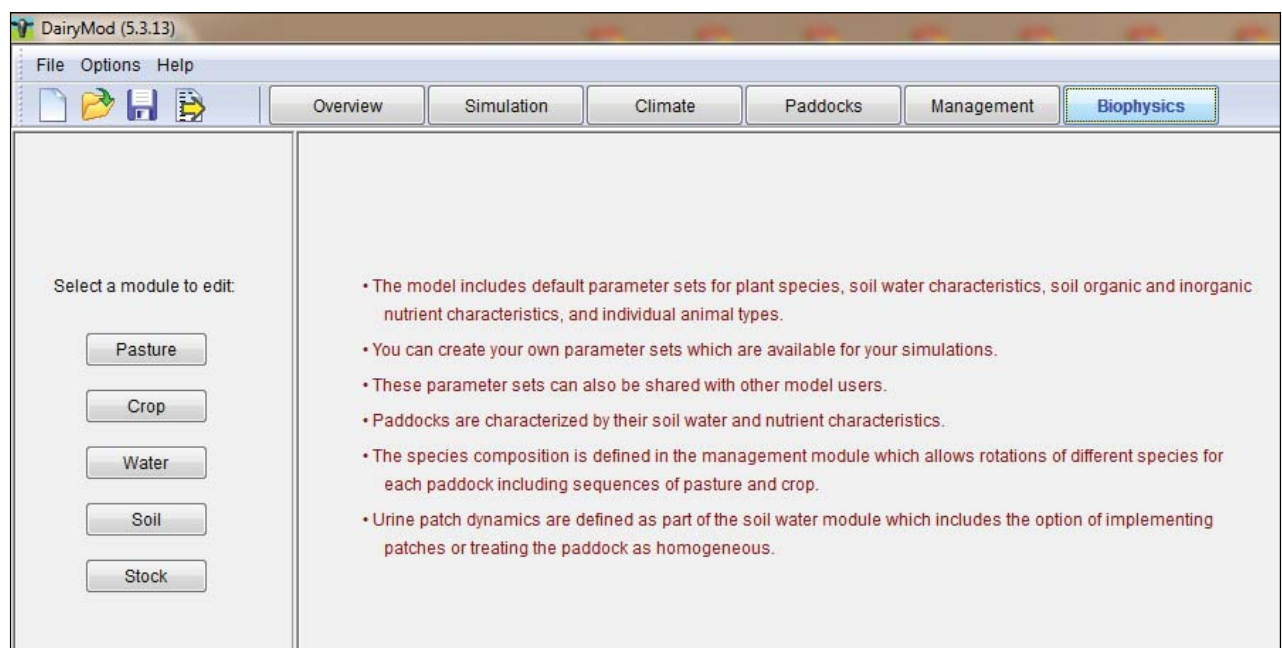 DairyMod (5.3.13)
File Options Help
Overview Simulation Climate Paddocks Management Biophysics
Select a module to edit:
Pasture
Crop
Water
Soil
Stock
• The model includes default parameter sets for plant species, soil water characteristics, soil organic and inorganic
nutrient characteristics, and individual animal types.
• You can create your own parameter sets which are available for your simulations.
• These parameter sets can also be shared with other model users.
• Paddocks are characterized by their soil water and nutrient characteristics.
• The species composition is defined in the management module which allows rotations of different species for
each paddock including sequences of pasture and crop.
• Urine patch dynamics are defined as part of the soil water module which includes the option of implementing
patches or treating the paddock as homogeneous.